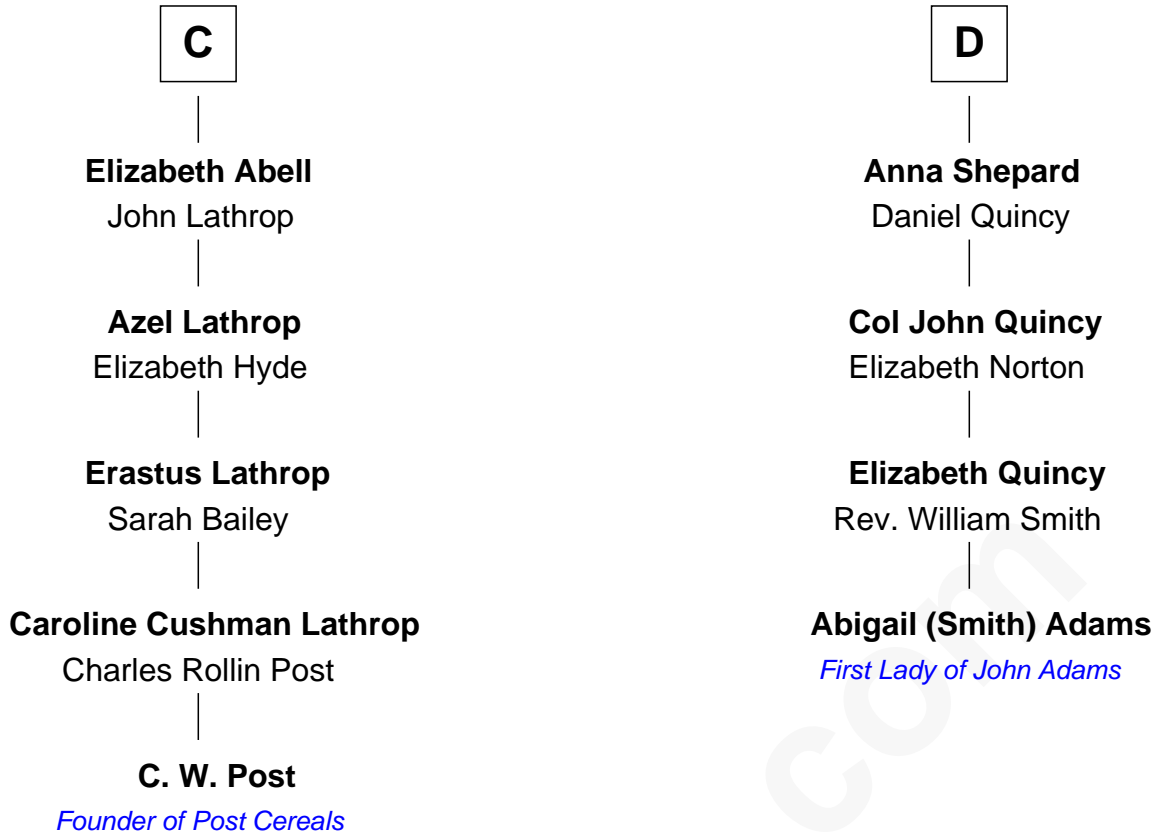 C
Elizabeth Abell
John Lathrop
Azel Lathrop
Elizabeth Hyde
Erastus Lathrop
Sarah Bailey
Caroline Cushman Lathrop
Charles Rollin Post
C. W. Post
Founder of Post Cereals
D
Anna Shepard
Daniel Quincy
Col John Quincy
Elizabeth Norton
Elizabeth Quincy
Rev. William Smith
Abigail (Smith) Adams
First Lady of John Adams
com